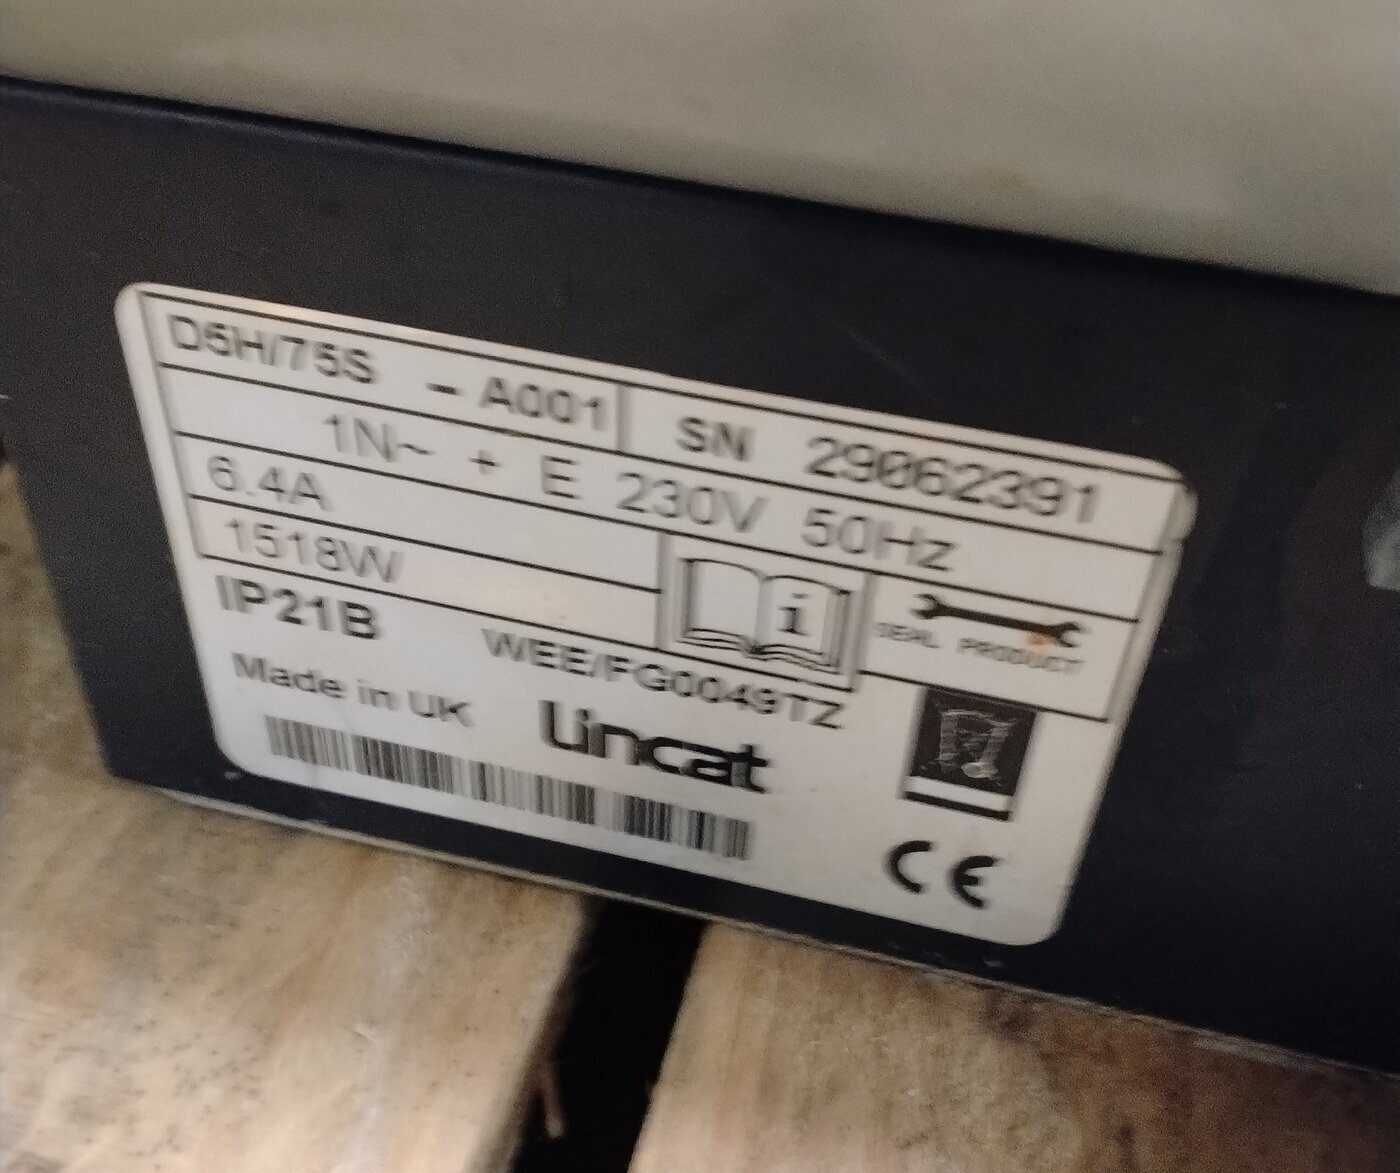 D5H/75S - A001 SN 29062391
1N~ + E 230V 50Hz
6.4A
1518W
i
SEAL PRODUCT
IP21B
WEE/FG0049TZ
Made in UK
Lincat
CE